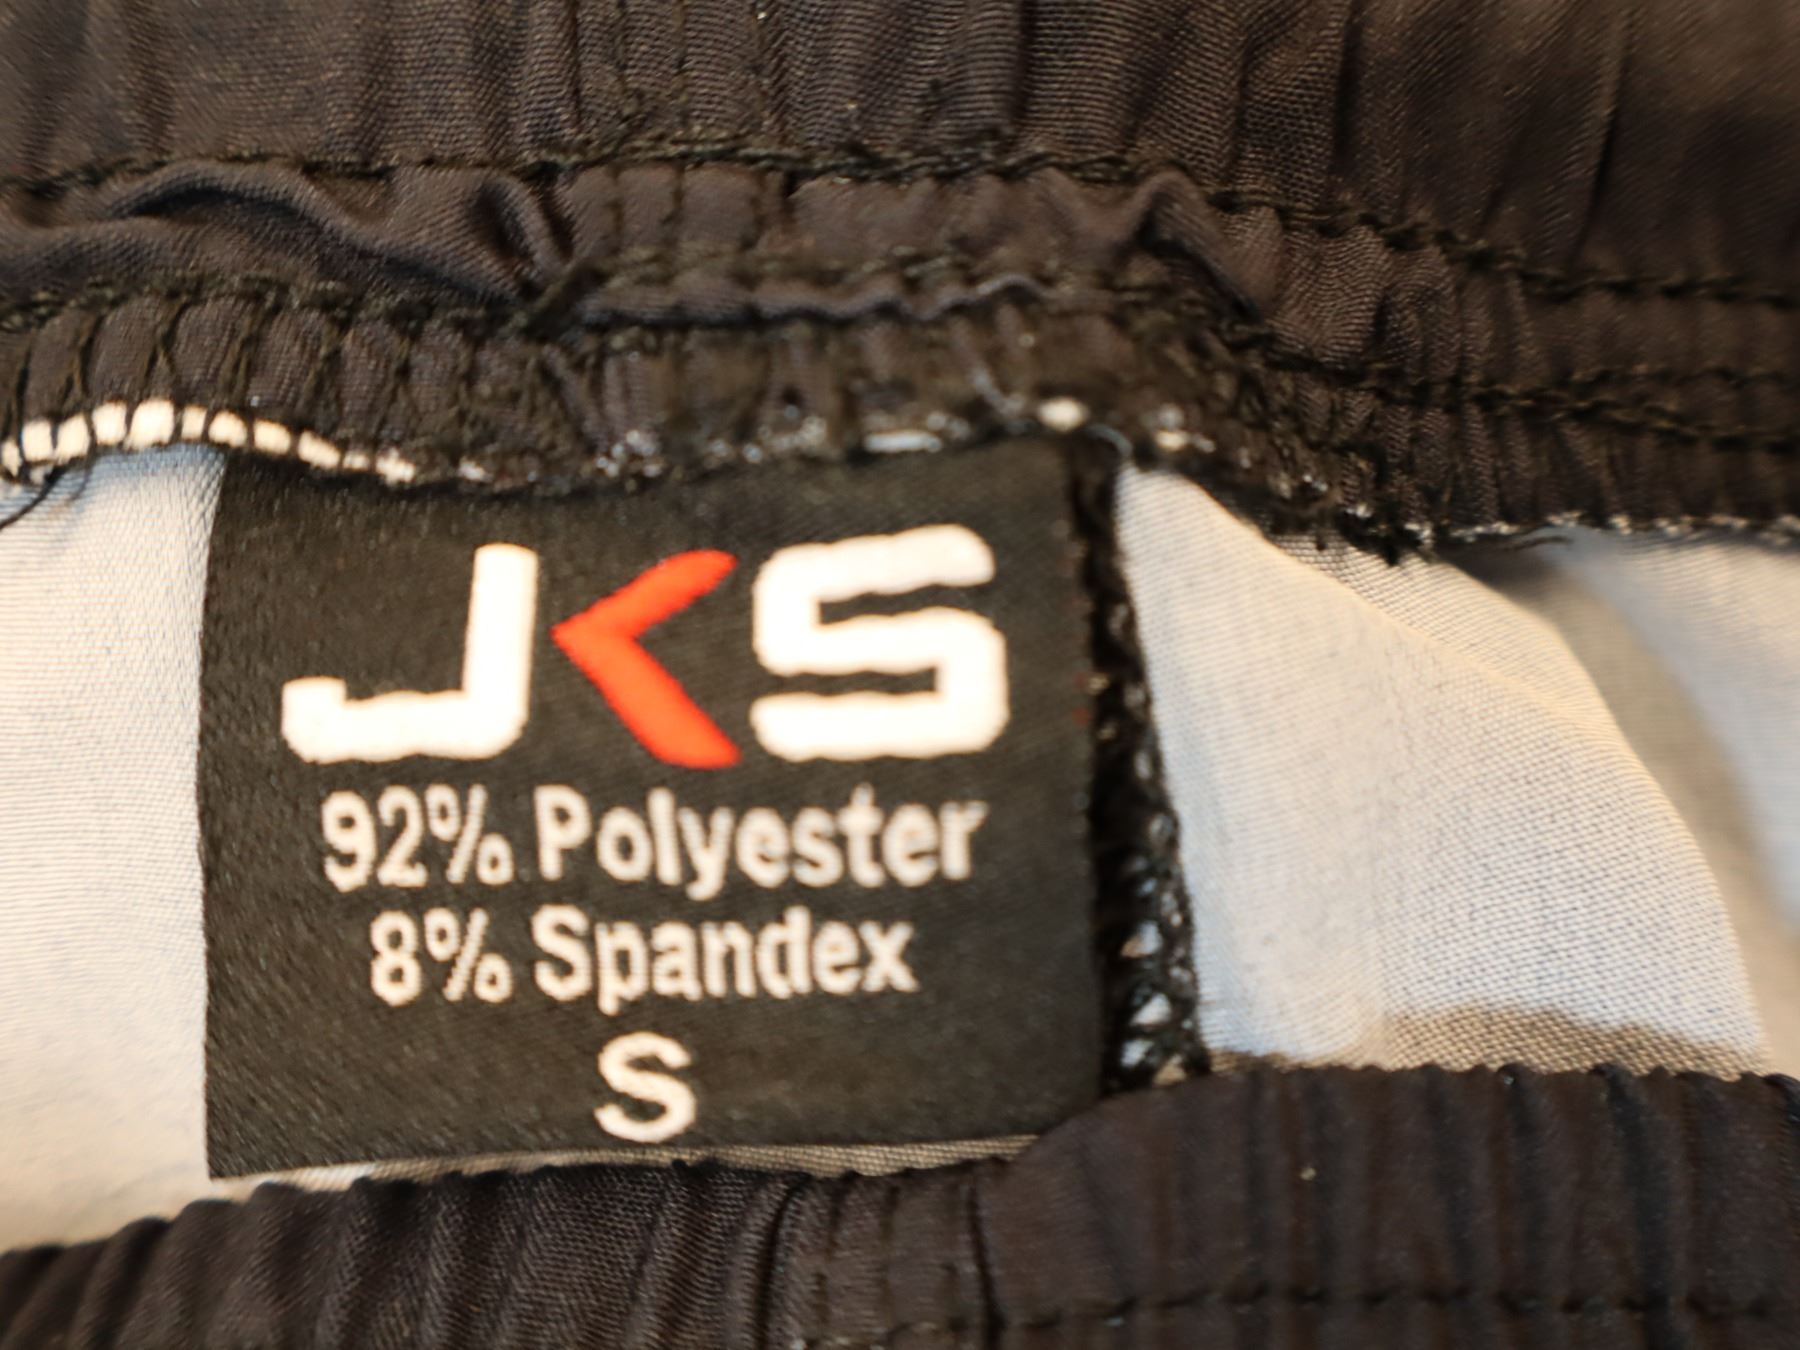 JKS
92% Polyester
8% Spandex
S